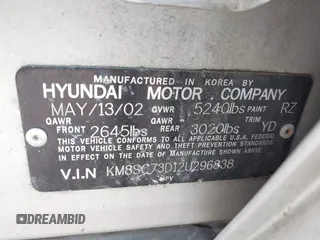 MANUFACTURED IN KOREA BY
HYUNDAI MOTOR COMPANY
MAY/13/02 GVWR 5240lbs PAINT RZ
GAWR GAWR TRIM
FRONT 2645lbs REAR 3020lbs YD
THIS VEHICLE CONFORMS TO ALL APPLICABLE U.S.A. FEDERAL
MOTOR VEHICLE SAFETY BUMPER AND THEFT PREVENTION
STANDARDS IN EFFECT ON THE DATE OF MANUFACTURE
SHOWN ABOVE.
V.I.N KM8SC73D12U296838
MPV
DREAMBID